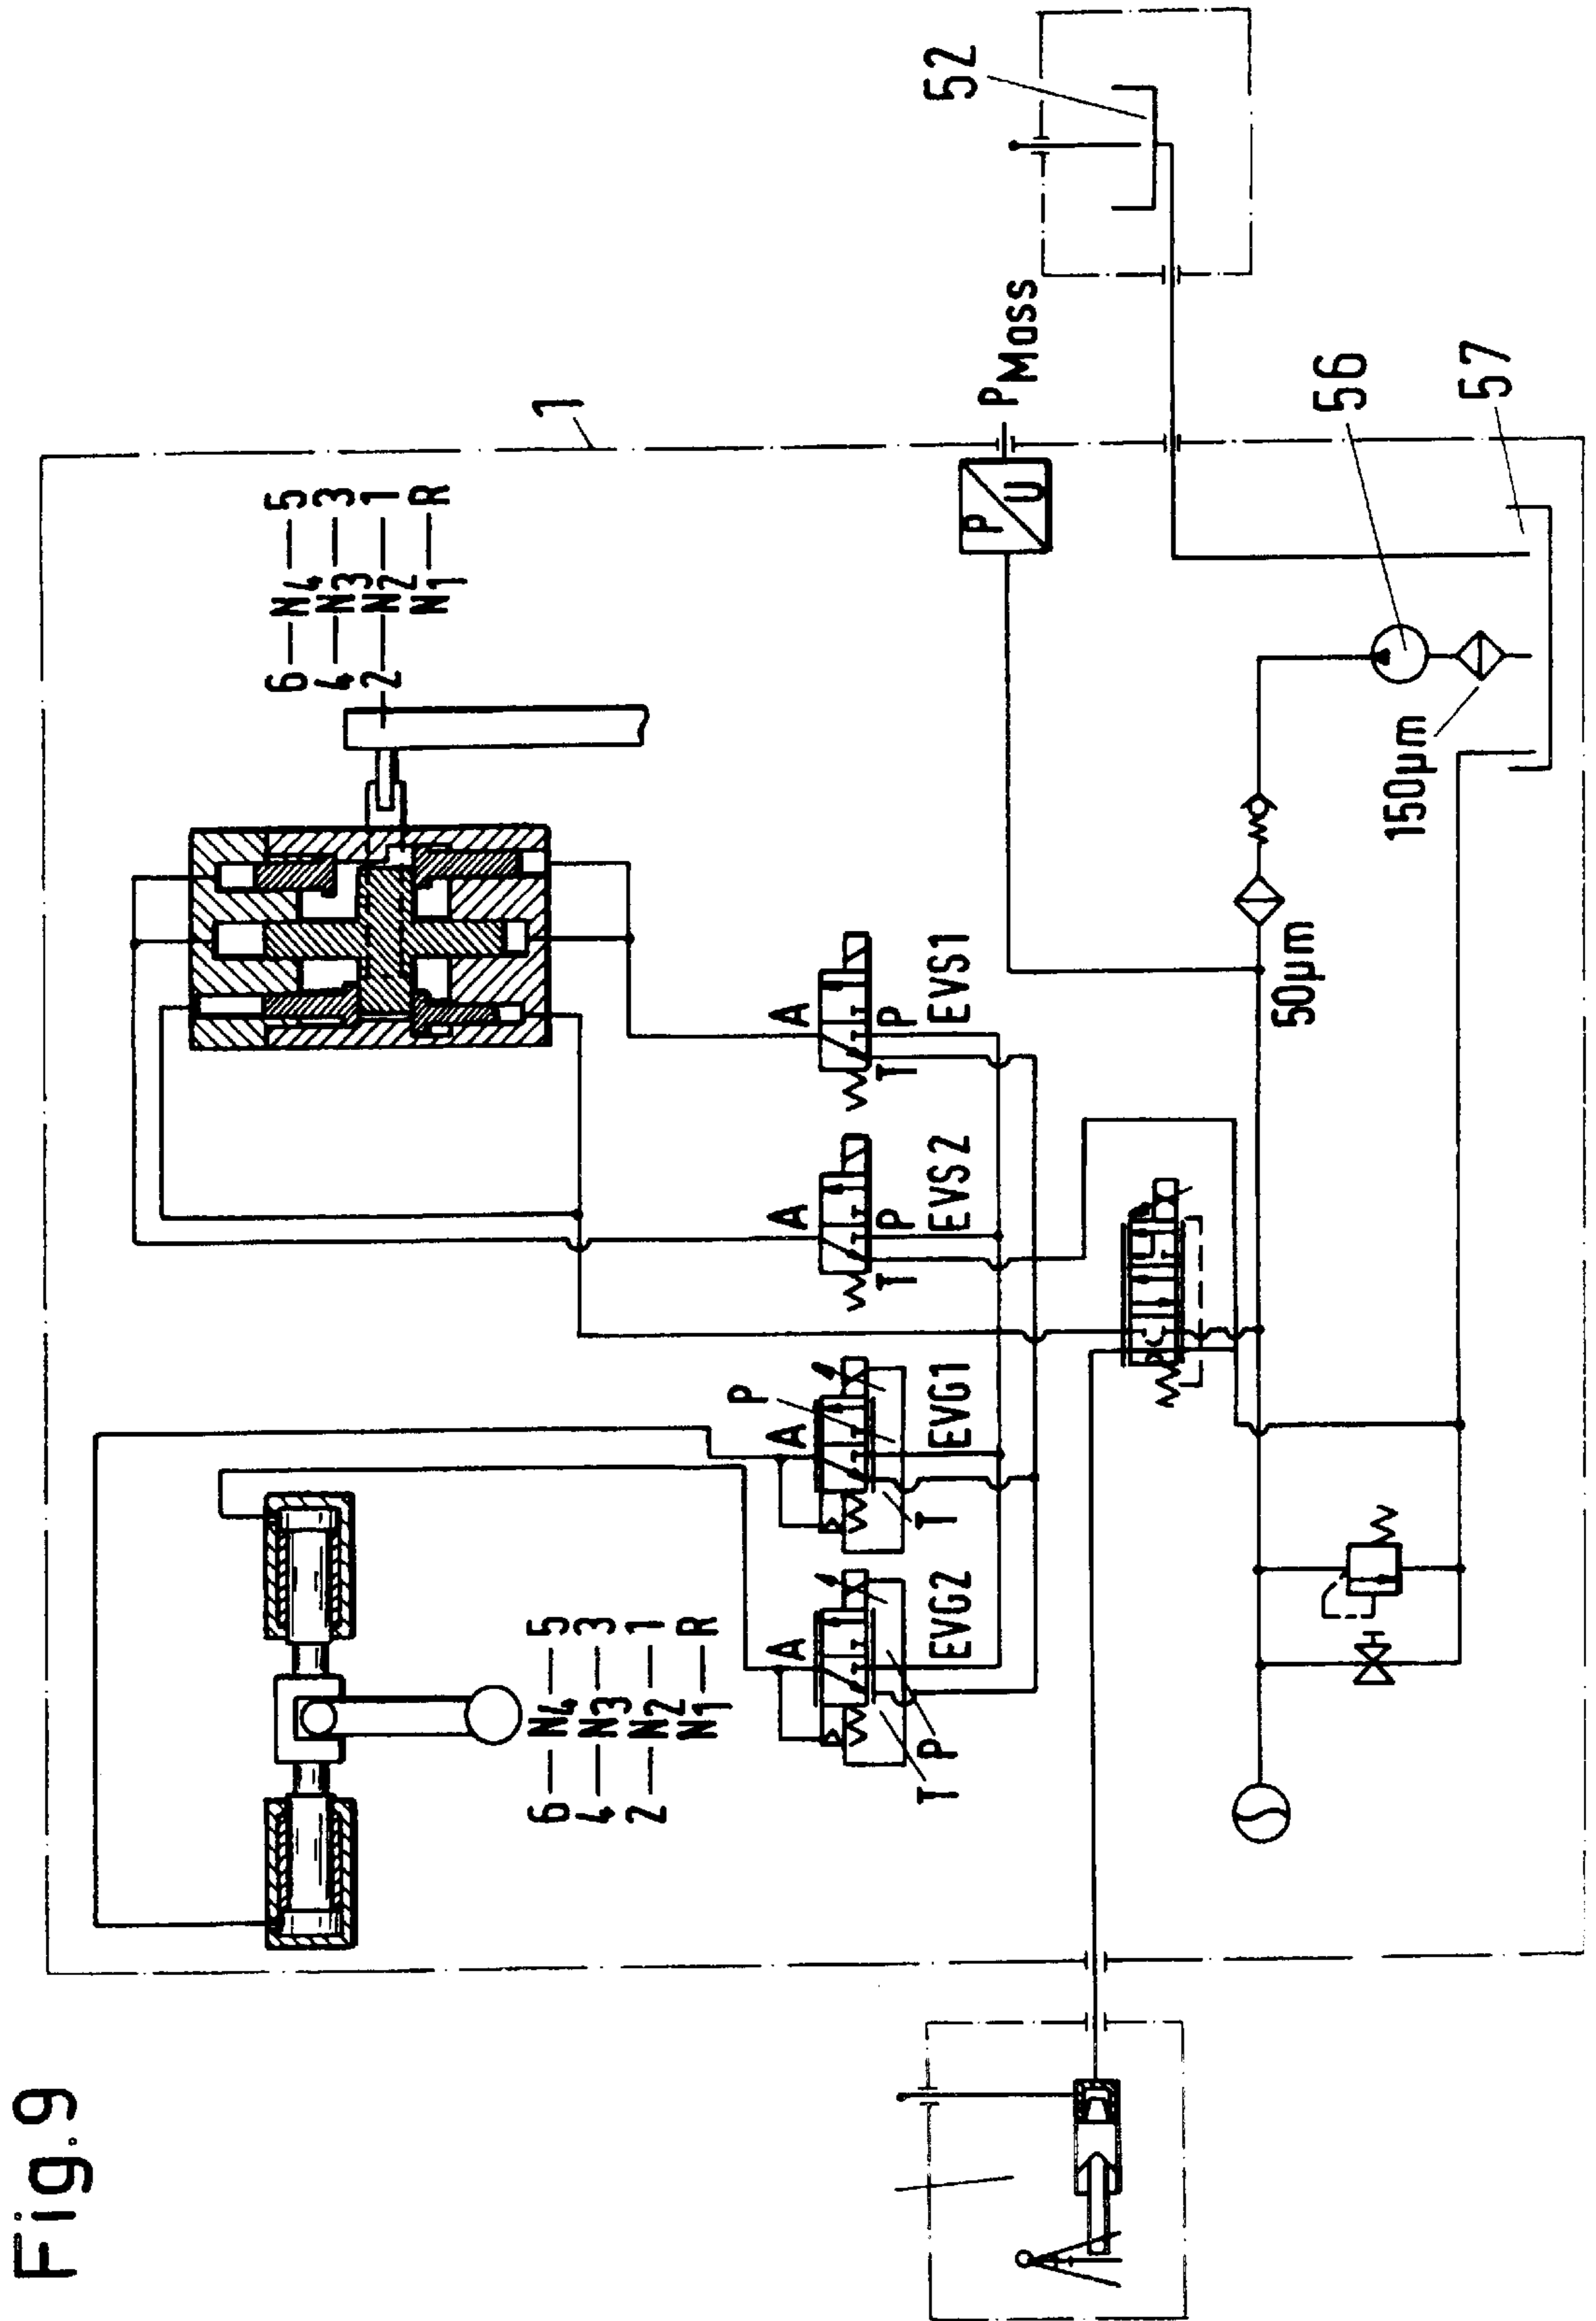 Fig.9
6—N4—5
4—N3—3
2—N2—1
N1—R
6—N4—5
4—N3—3
2—N2—1
N1—R
1
A
P
T
EVG2
A
P
T
EVG1
A
P
T
EVS2
A
P
T
EVS1
P
U
PMass
52
50µm
150µm
56
57